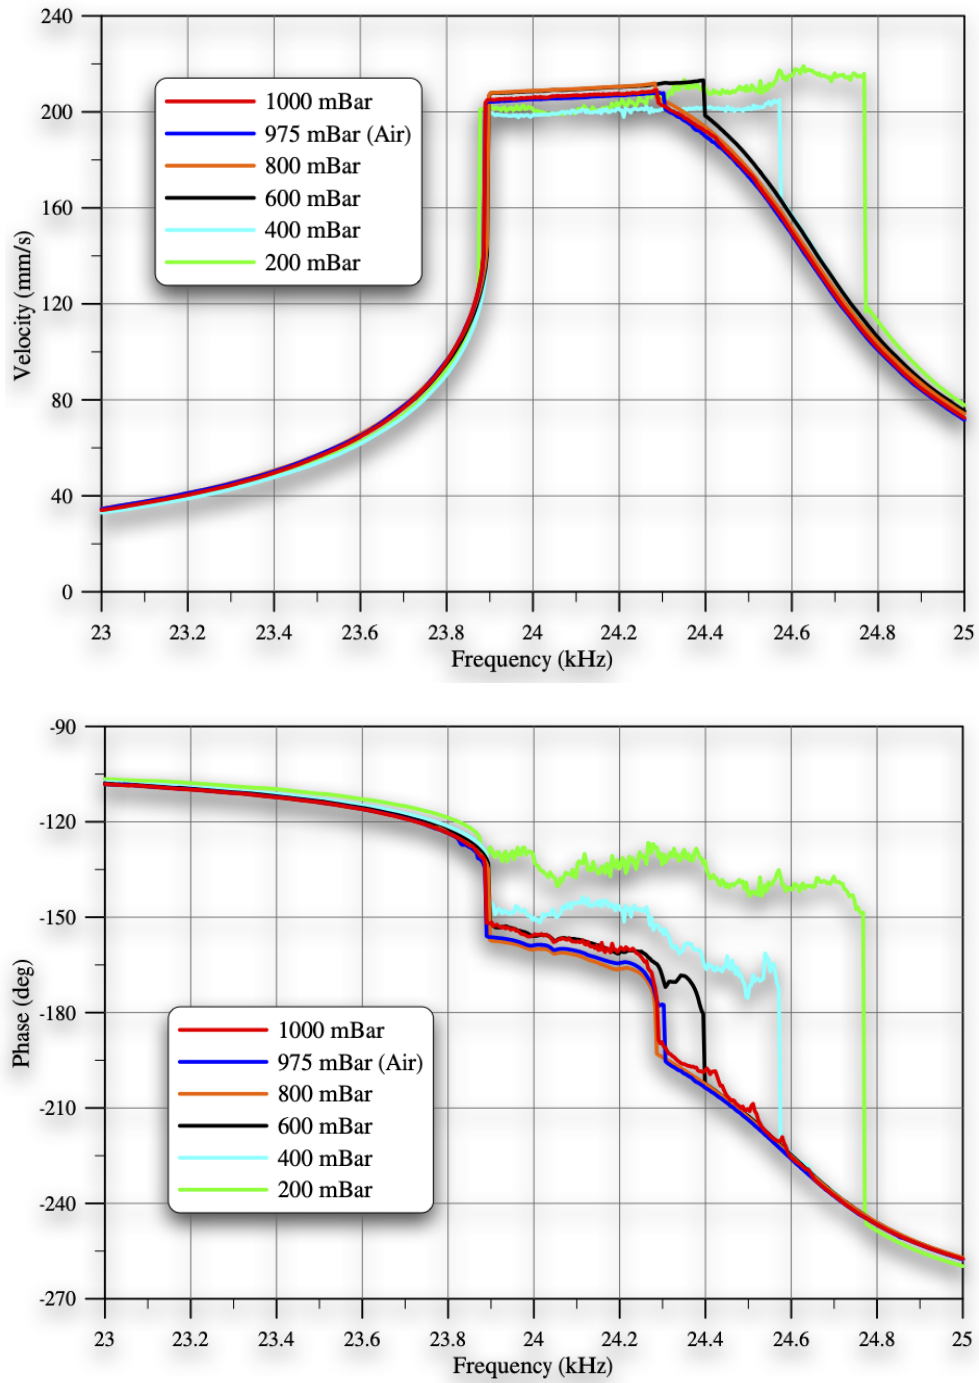 240
200
160
120
80
40
0
Velocity (mm/s)
1000 mBar
975 mBar (Air)
800 mBar
600 mBar
400 mBar
200 mBar
23 23.2 23.4 23.6 23.8 24 24.2 24.4 24.6 24.8 25
Frequency (kHz)
-90
-120
-150
-180
-210
-240
-270
Phase (deg)
1000 mBar
975 mBar (Air)
800 mBar
600 mBar
400 mBar
200 mBar
23 23.2 23.4 23.6 23.8 24 24.2 24.4 24.6 24.8 25
Frequency (kHz)